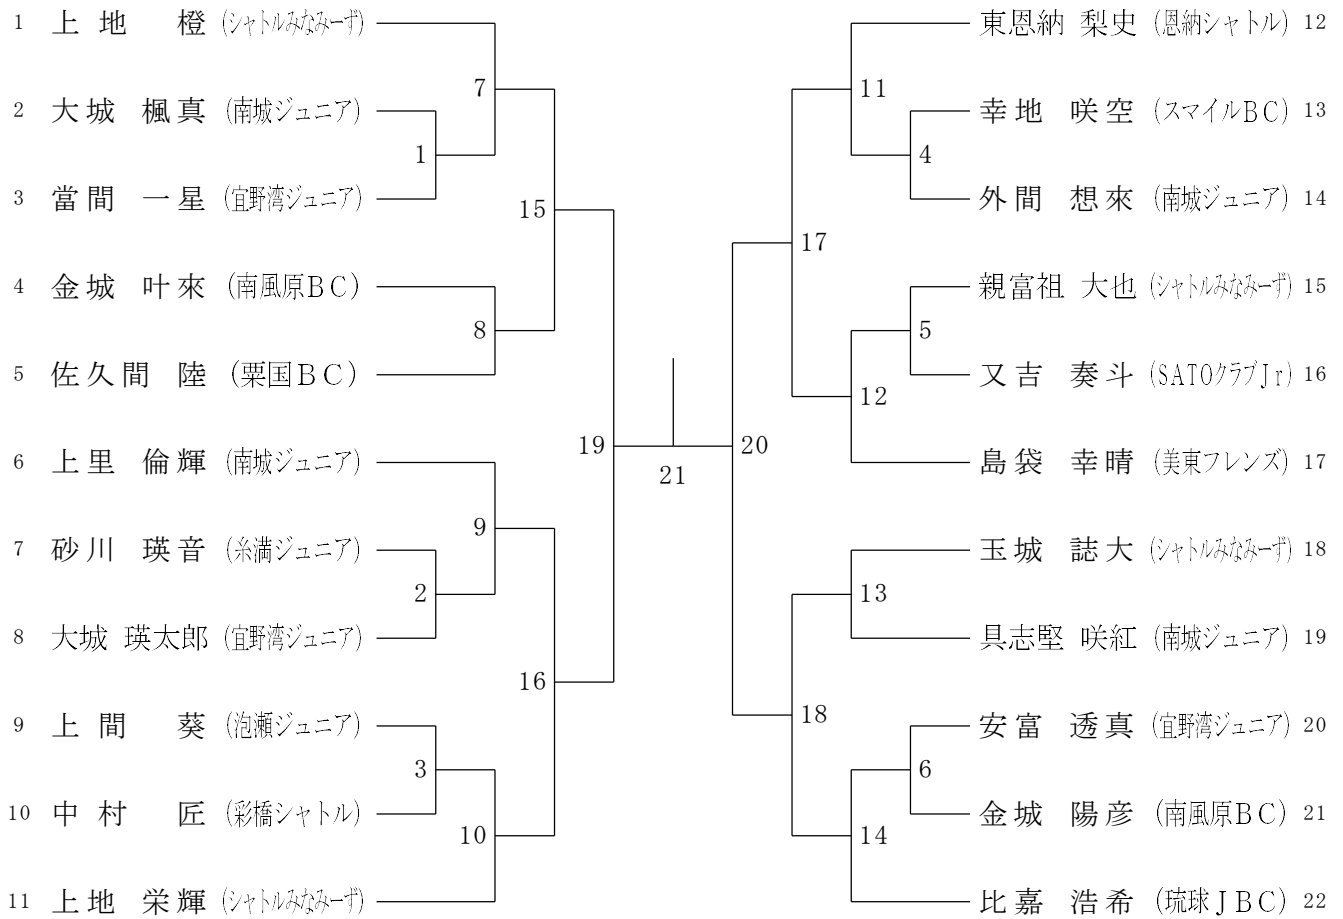 1 上地 橙 (シャトルみなみーず)
2 大城 楓真 (南城ジュニア)
3 當間 一星 (宜野湾ジュニア)
4 金城 叶來 (南風原BC)
5 佐久間 陸 (粟国BC)
6 上里 倫輝 (南城ジュニア)
7 砂川 瑛音 (糸満ジュニア)
8 大城 瑛太郎 (宜野湾ジュニア)
9 上間 葵 (泡瀬ジュニア)
10 中村 匠 (彩橋シャトル)
11 上地 栄輝 (シャトルみなみーず)
7
1
15
8
19
9
2
16
3
10
21
11
4
17
5
12
20
13
18
6
14
東恩納 梨史 (恩納シャトル) 12
幸地 咲空 (スマイルBC) 13
外間 想來 (南城ジュニア) 14
親富祖 大也 (シャトルみなみーず) 15
又吉 奏斗 (SATOクラブJr) 16
島袋 幸晴 (美東フレンズ) 17
玉城 誌大 (シャトルみなみーず) 18
具志堅 咲紅 (南城ジュニア) 19
安富 透真 (宜野湾ジュニア) 20
金城 陽彦 (南風原BC) 21
比嘉 浩希 (琉球JBC) 22